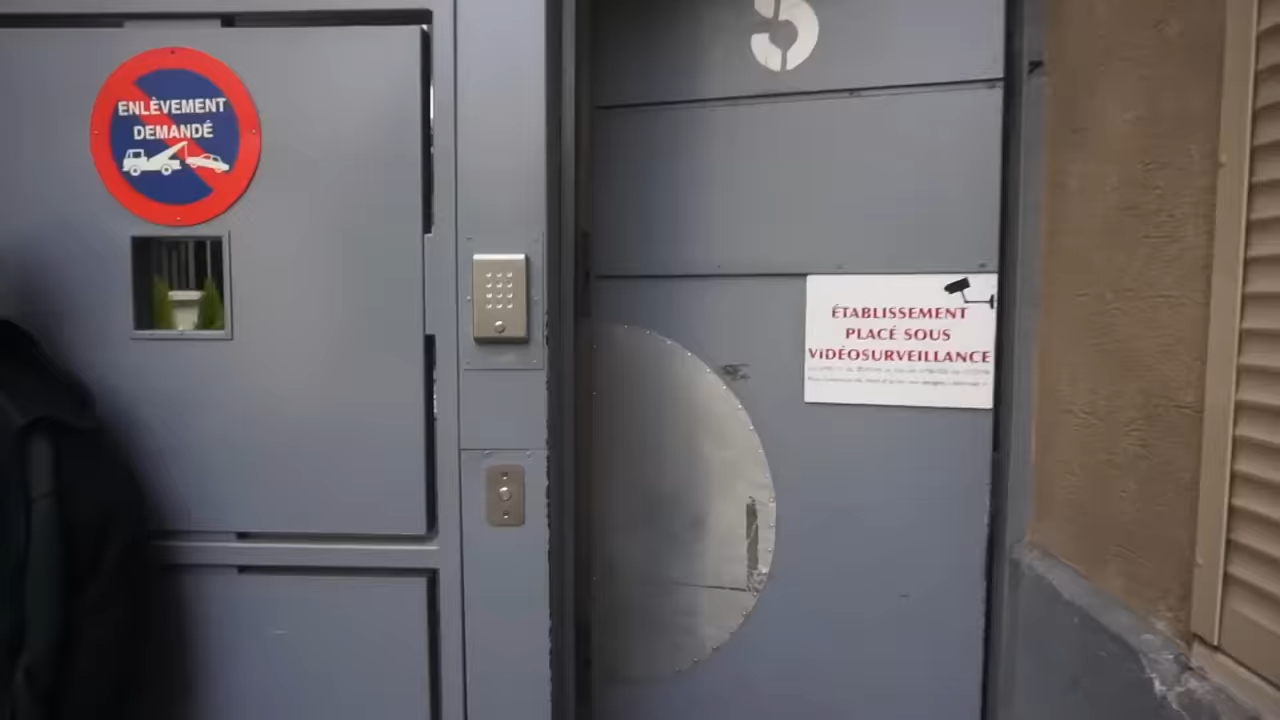 5
ENLÈVEMENT
DEMANDÉ
ÉTABLISSEMENT
PLACÉ SOUS
VIDÉOSURVEILLANCE